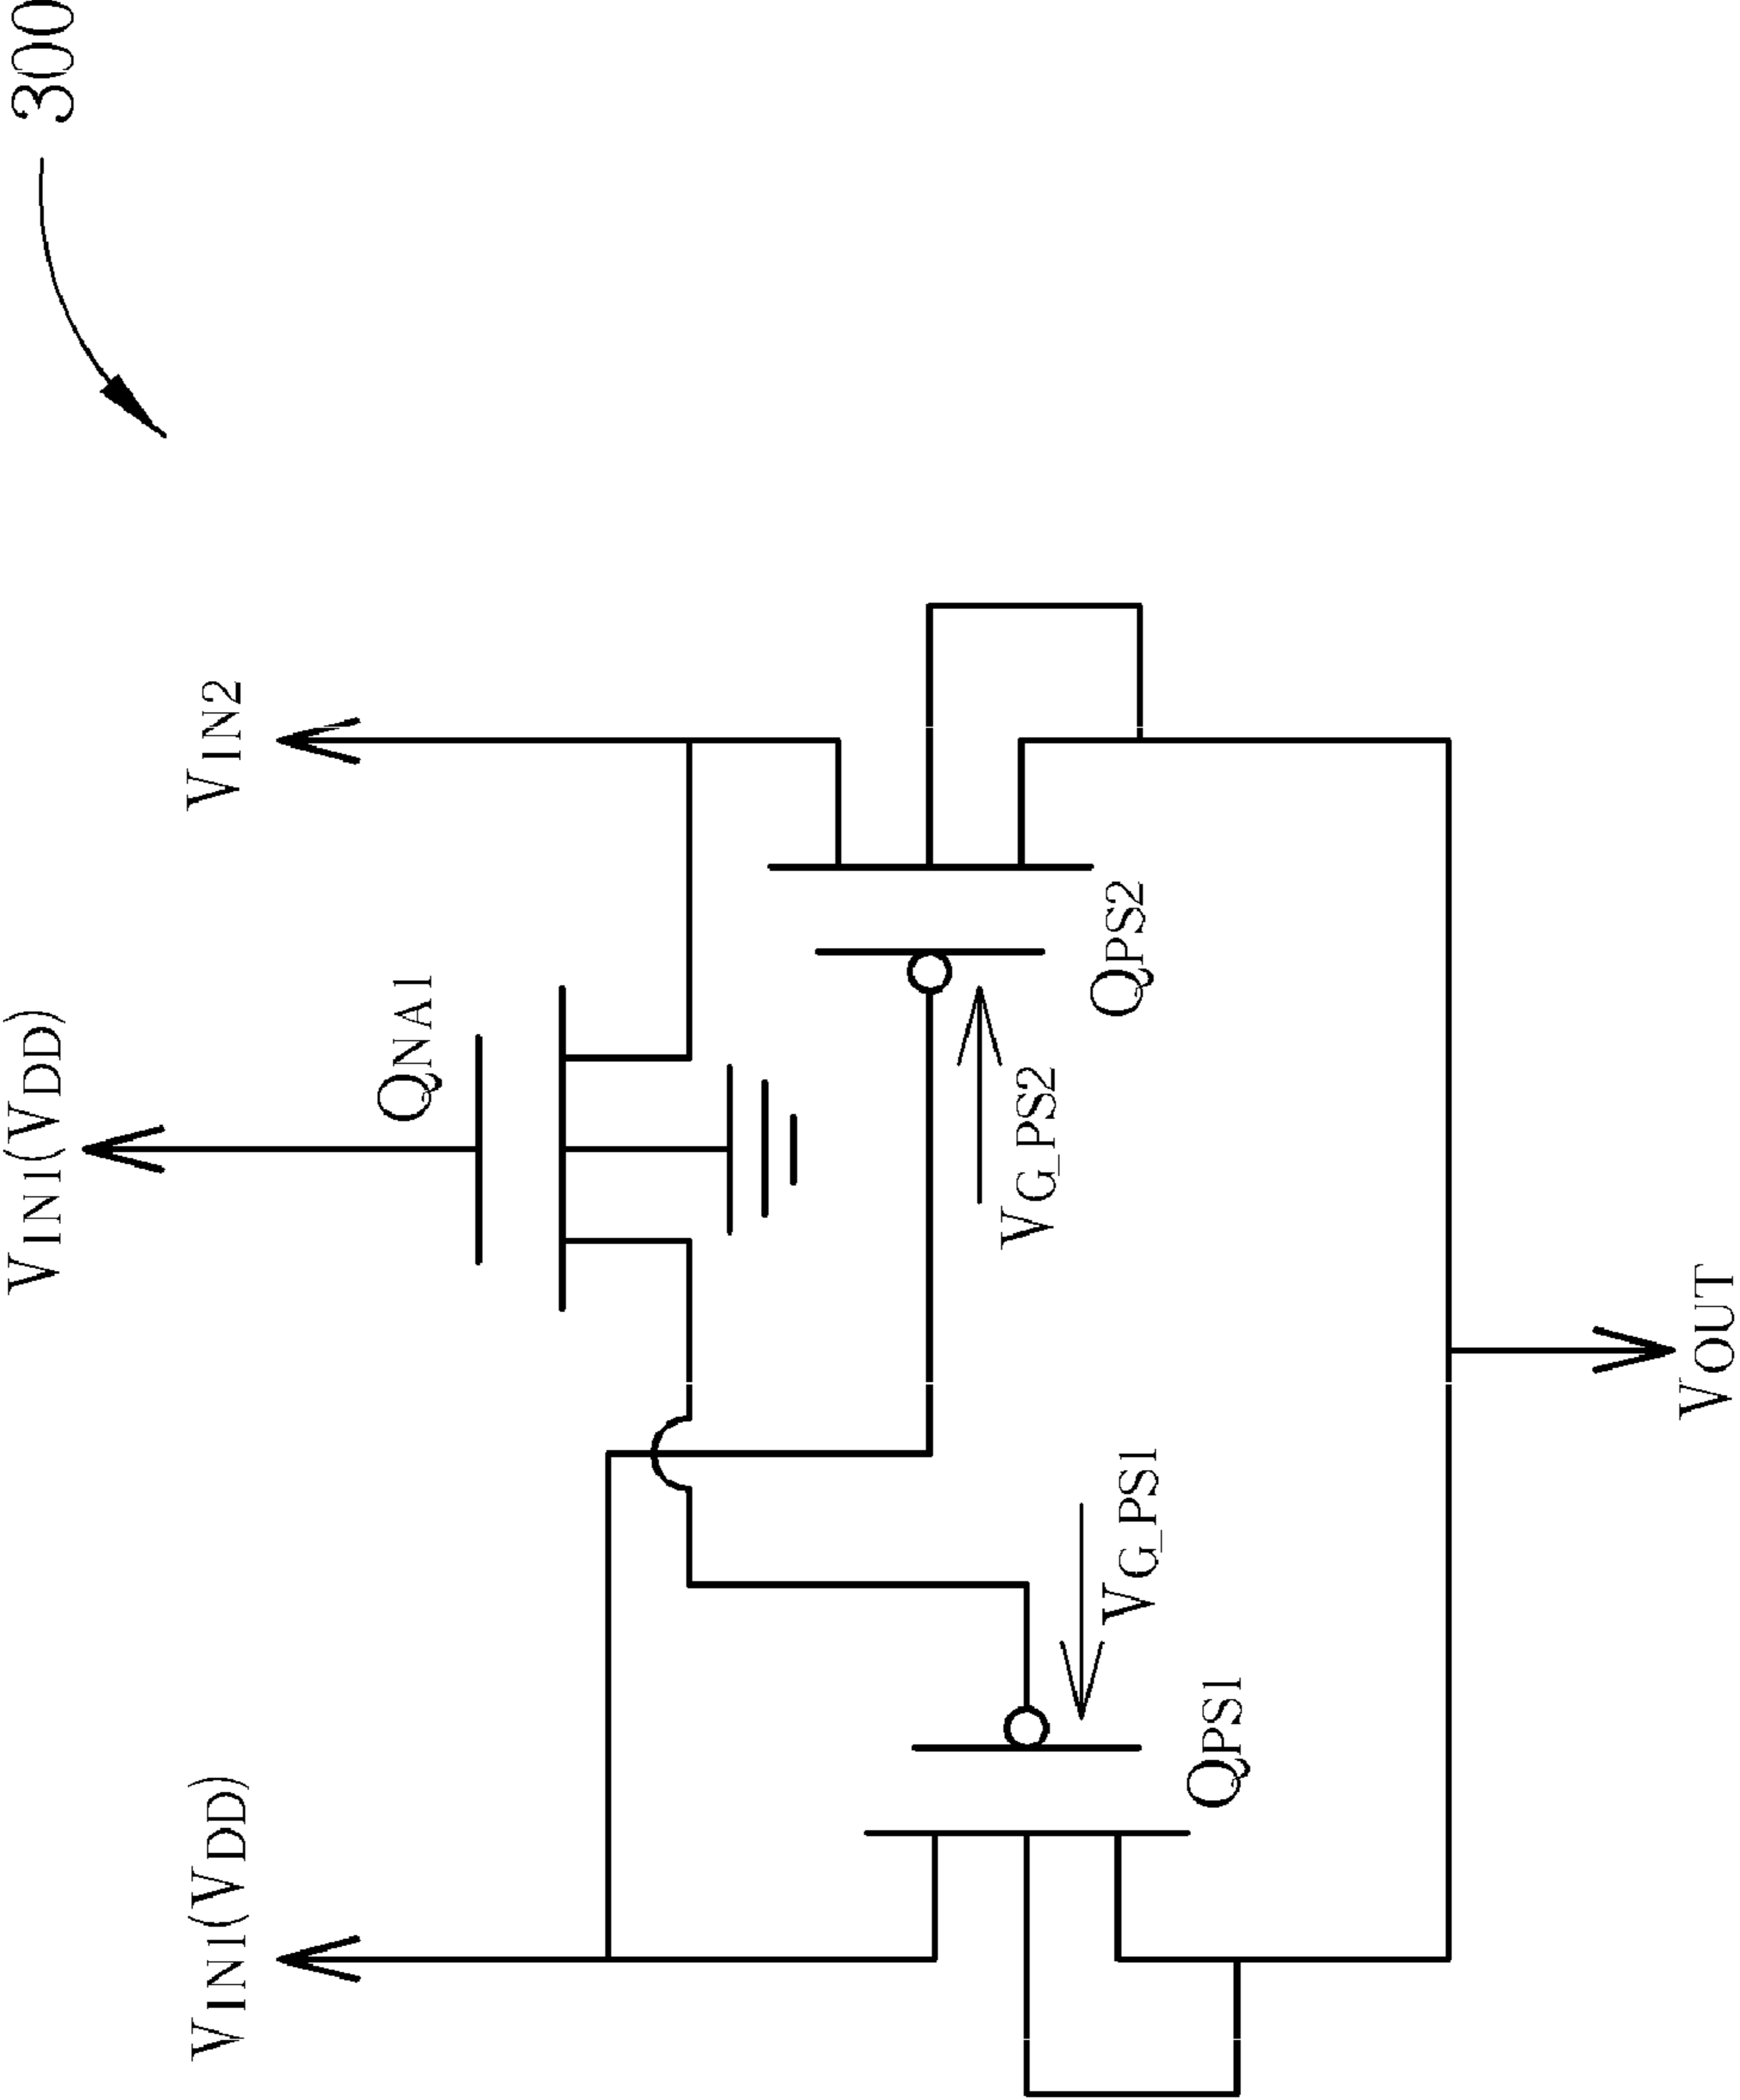 300
VIN1(VDD)
VIN1(VDD)
VIN2
QNA1
VG_PS1
VG_PS2
QPS1
QPS2
VOUT